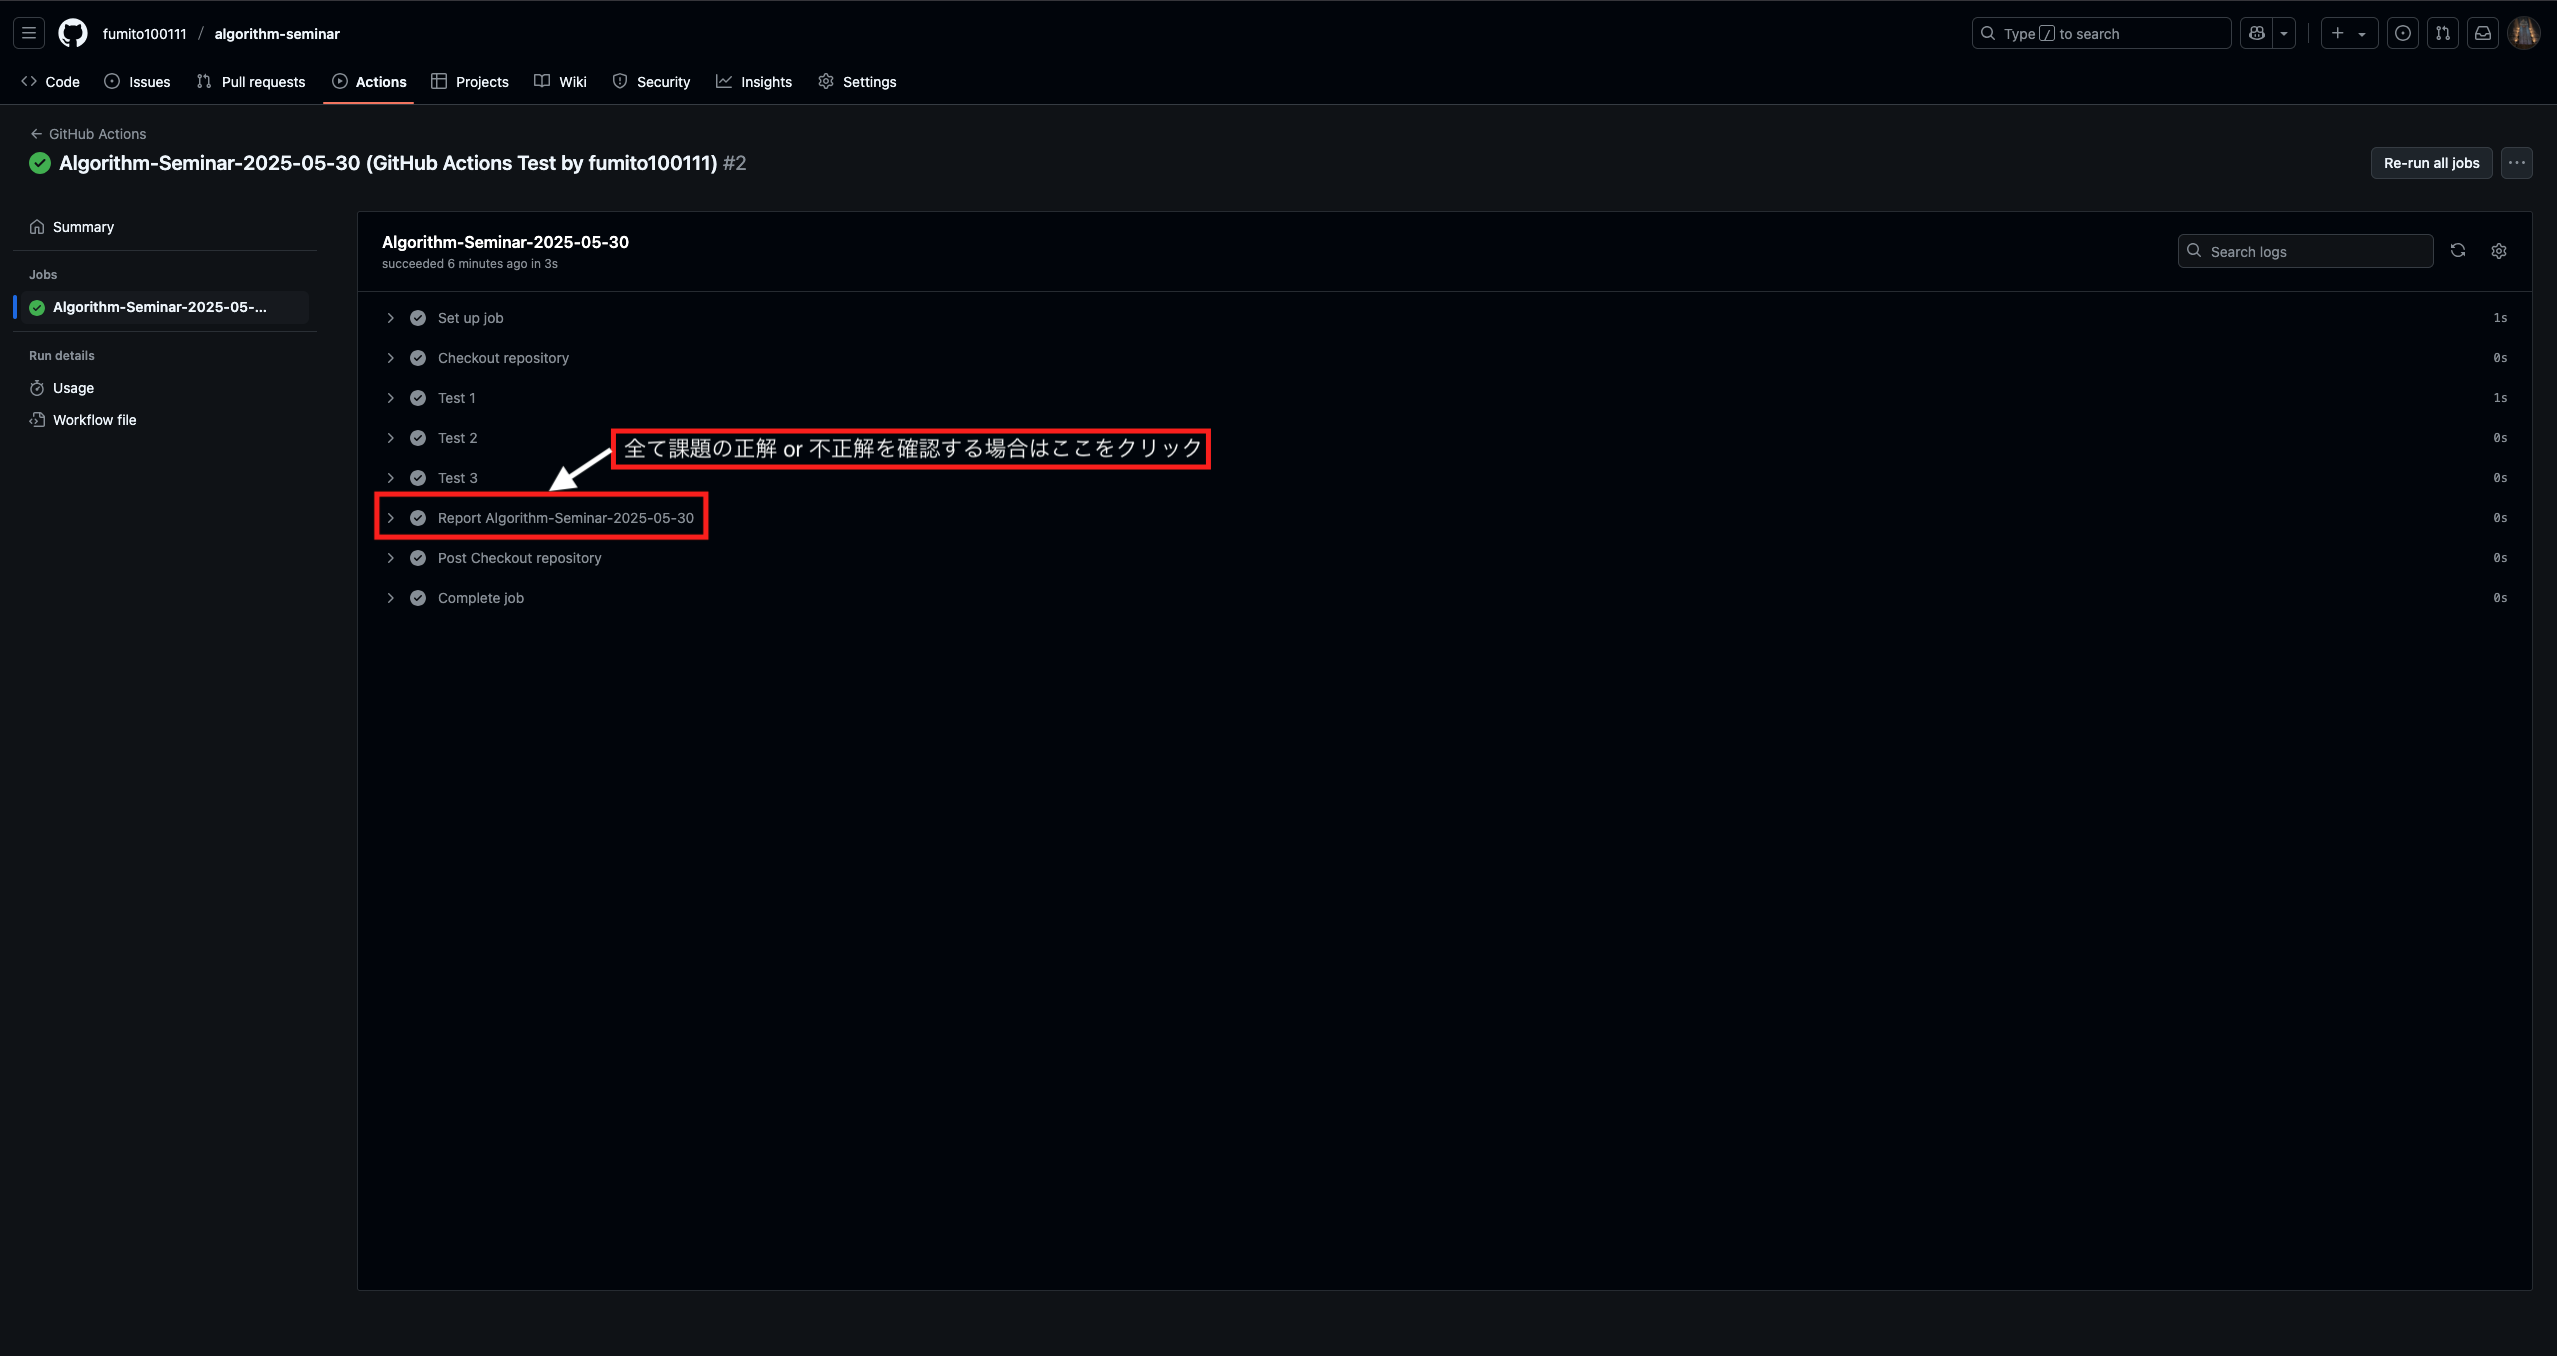 fumito100111 / algorithm-seminar
Type / to search
Code
Issues
Pull requests
Actions
Projects
Wiki
Security
Insights
Settings
GitHub Actions
Algorithm-Seminar-2025-05-30 (GitHub Actions Test by fumito100111) #2
Re-run all jobs
Summary
Jobs
Algorithm-Seminar-2025-05-...
Run details
Usage
Workflow file
Algorithm-Seminar-2025-05-30
succeeded 6 minutes ago in 3s
Search logs
Set up job 1s
Checkout repository 0s
Test 1 1s
Test 2 0s
全て課題の正解 or 不正解を確認する場合はここをクリック
Test 3 0s
Report Algorithm-Seminar-2025-05-30 0s
Post Checkout repository 0s
Complete job 0s